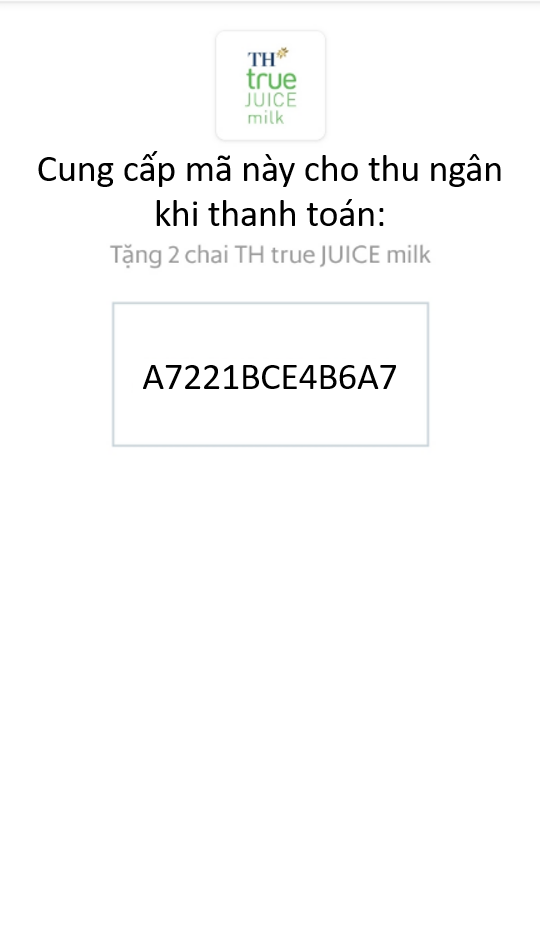 TH
true
JUICE
milk
Cung cấp mã này cho thu ngân
khi thanh toán:
Tặng 2 chai TH true JUICE milk
A7221BCE4B6A7